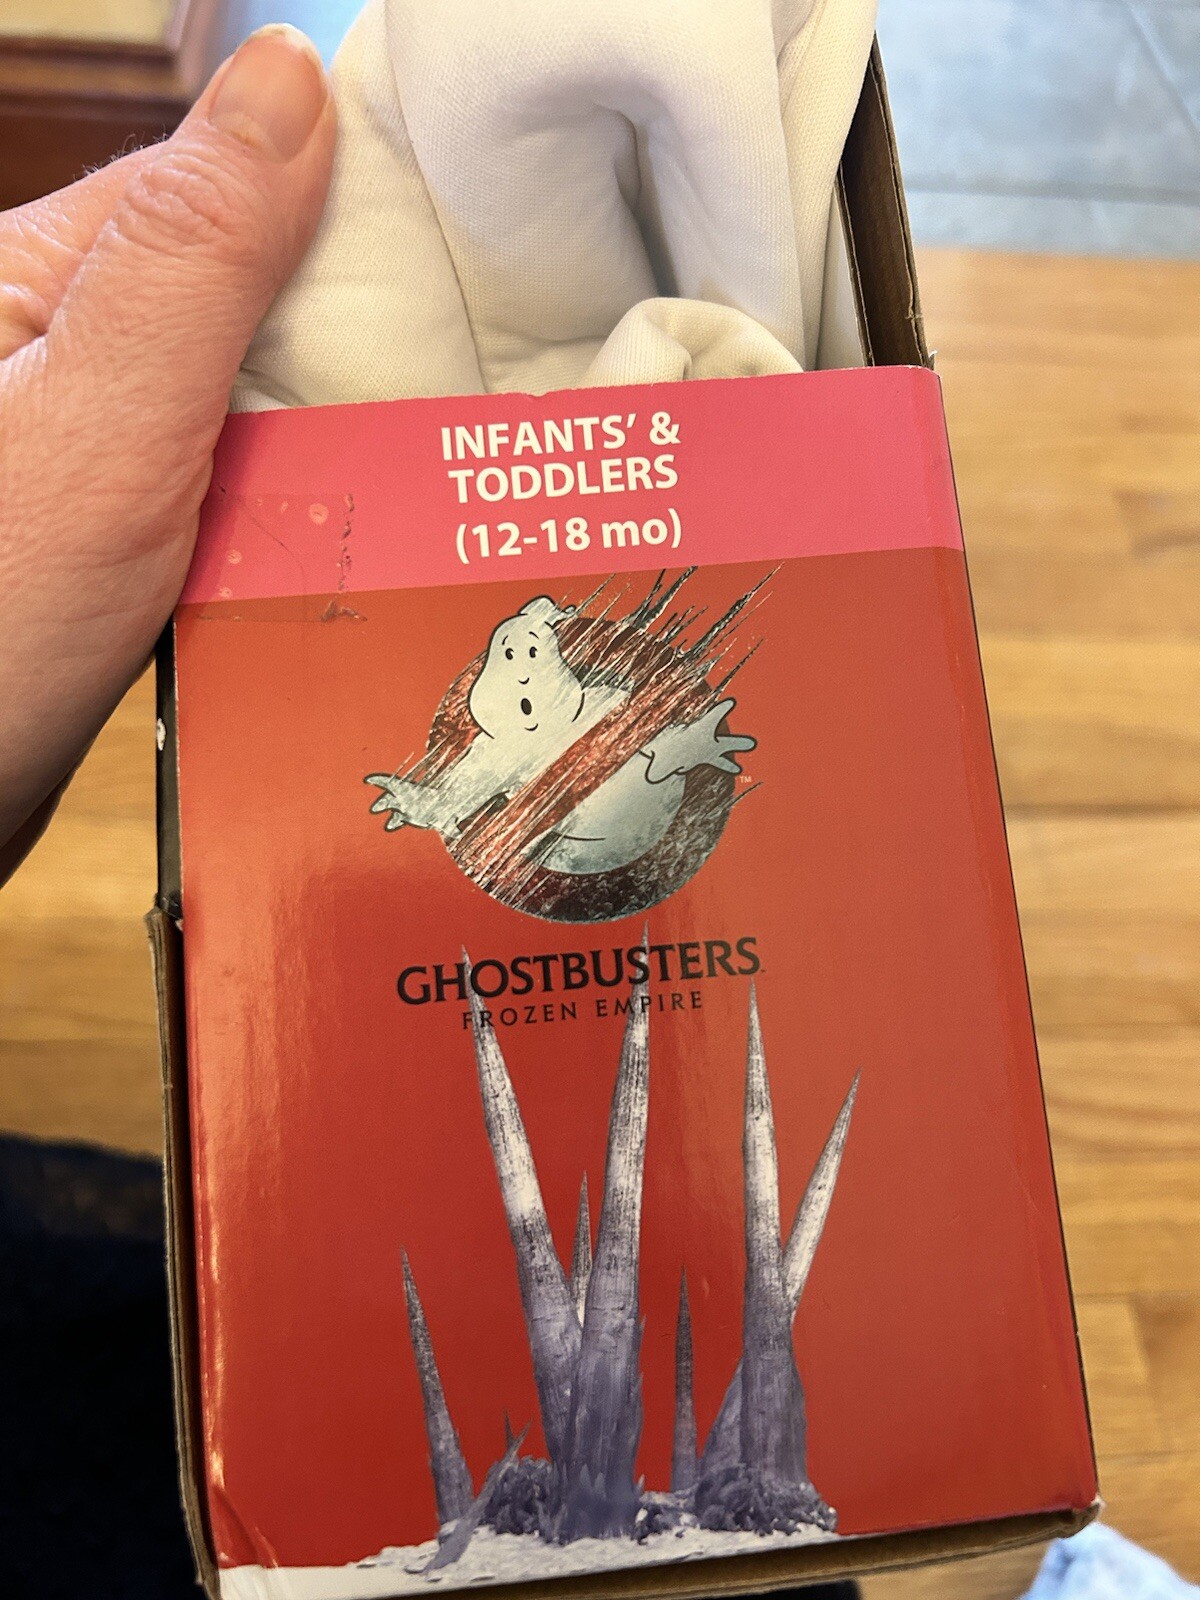 INFANTS' &
TODDLERS
(12-18 mo)
TM
GHOSTBUSTERS
FROZEN EMPIRE